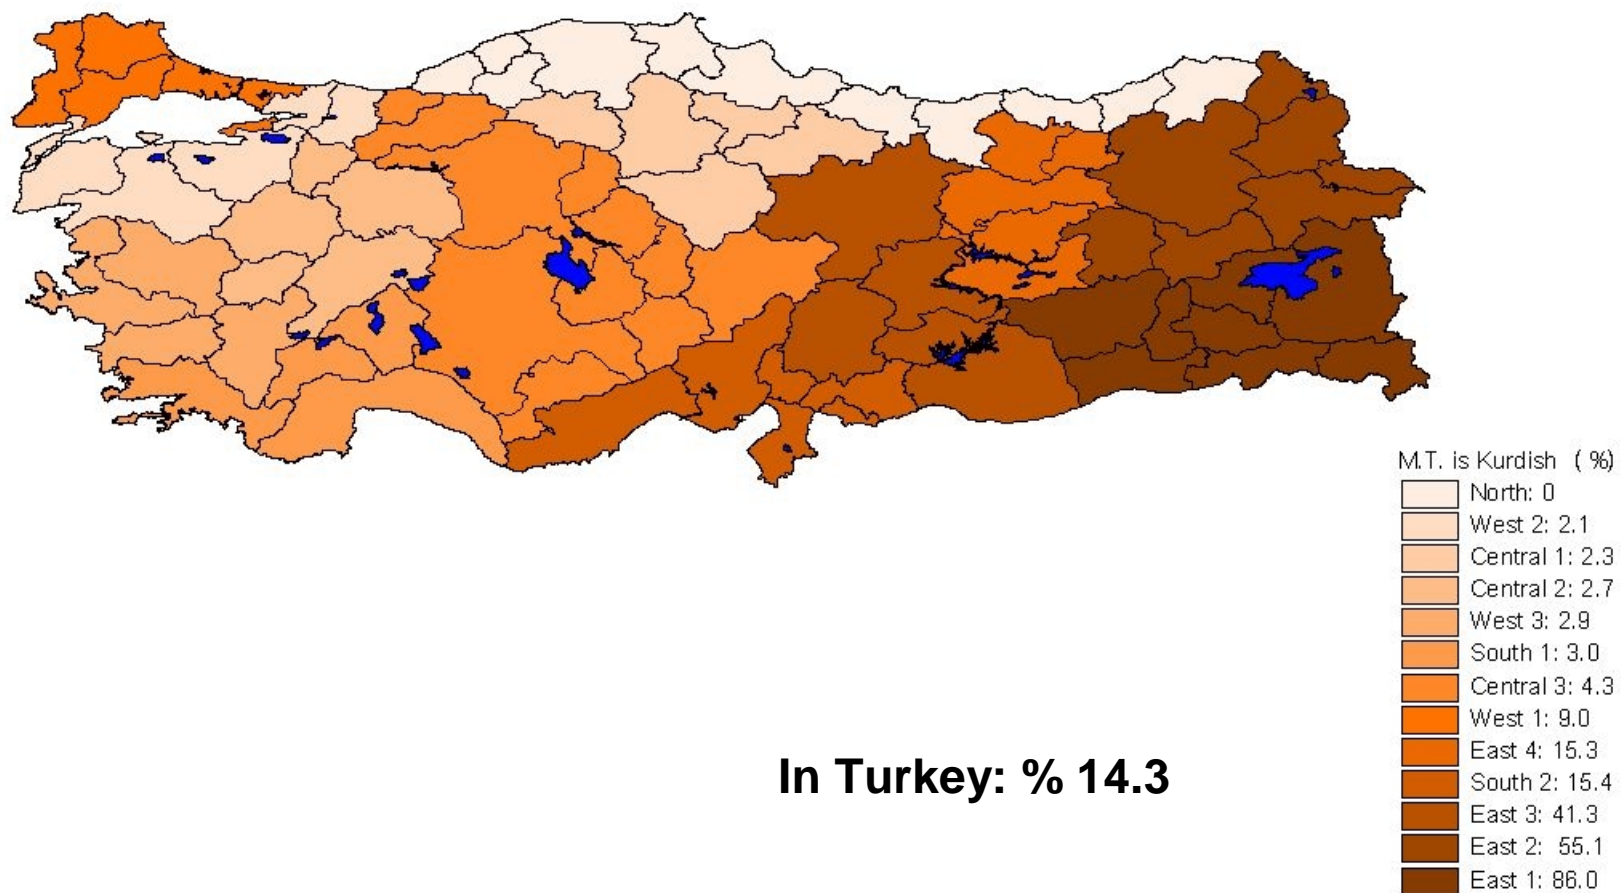 M.T. is Kurdish ( %)
North: 0
West 2: 2.1
Central 1: 2.3
Central 2: 2.7
West 3: 2.9
South 1: 3.0
Central 3: 4.3
West 1: 9.0
East 4: 15.3
South 2: 15.4
East 3: 41.3
East 2: 55.1
East 1: 86.0
In Turkey: % 14.3